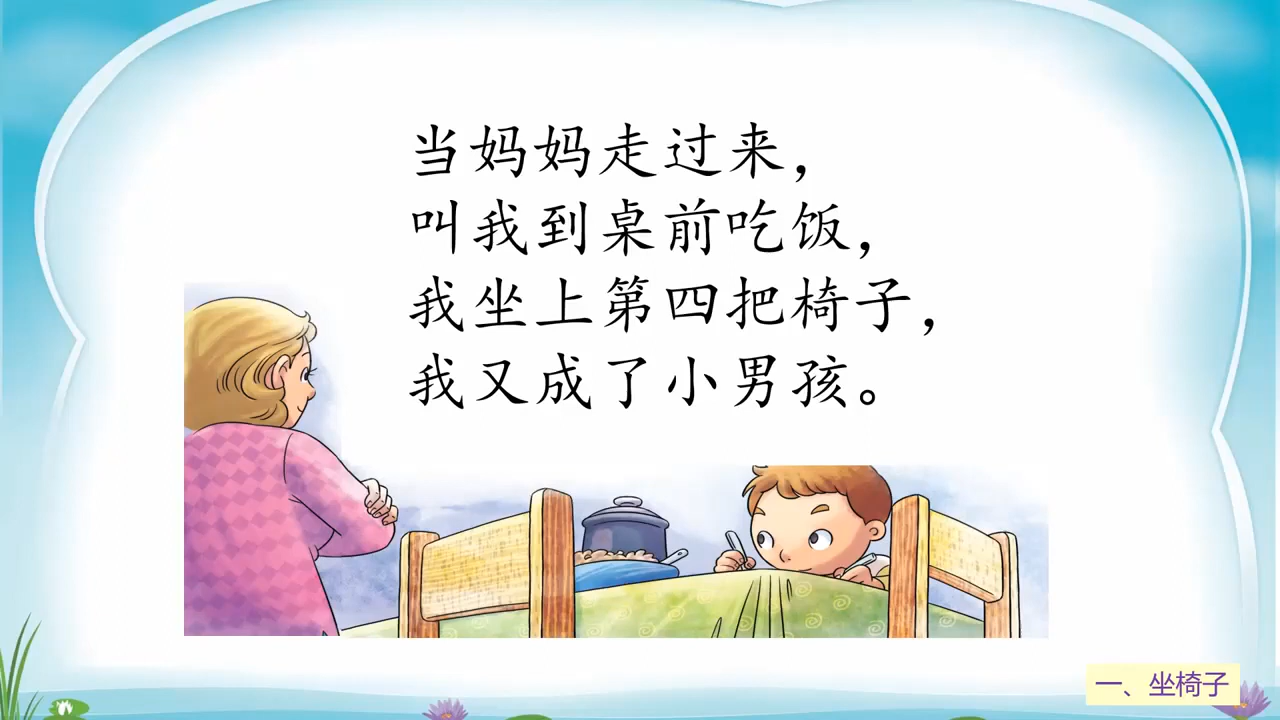 当妈妈走过来，
叫我到桌前吃饭，
我坐上第四把椅子，
我又成了小男孩。
一、坐椅子